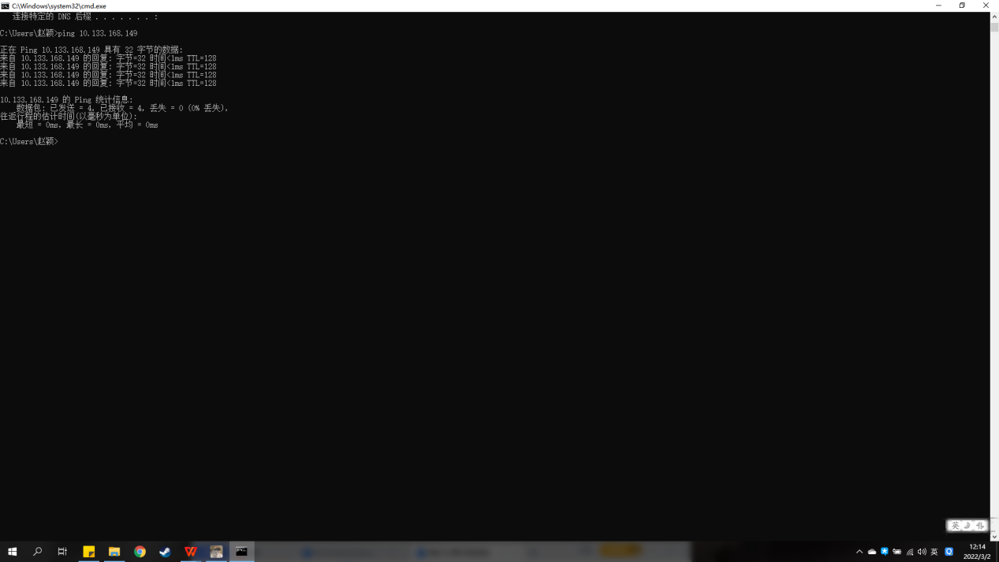 C:\Windows\system32\cmd.exe
连接特定的 DNS 后缀 . . . . . . . :
C:\Users\赵颖>ping 10.133.168.149
正在 Ping 10.133.168.149 具有 32 字节的数据:
来自 10.133.168.149 的回复: 字节=32 时间<1ms TTL=128
来自 10.133.168.149 的回复: 字节=32 时间<1ms TTL=128
来自 10.133.168.149 的回复: 字节=32 时间<1ms TTL=128
来自 10.133.168.149 的回复: 字节=32 时间<1ms TTL=128
10.133.168.149 的 Ping 统计信息:
数据包: 已发送 = 4，已接收 = 4，丢失 = 0 (0% 丢失)，
往返行程的估计时间(以毫秒为单位):
最短 = 0ms，最长 = 0ms，平均 = 0ms
C:\Users\赵颖>
英
英
12:14
2022/3/2